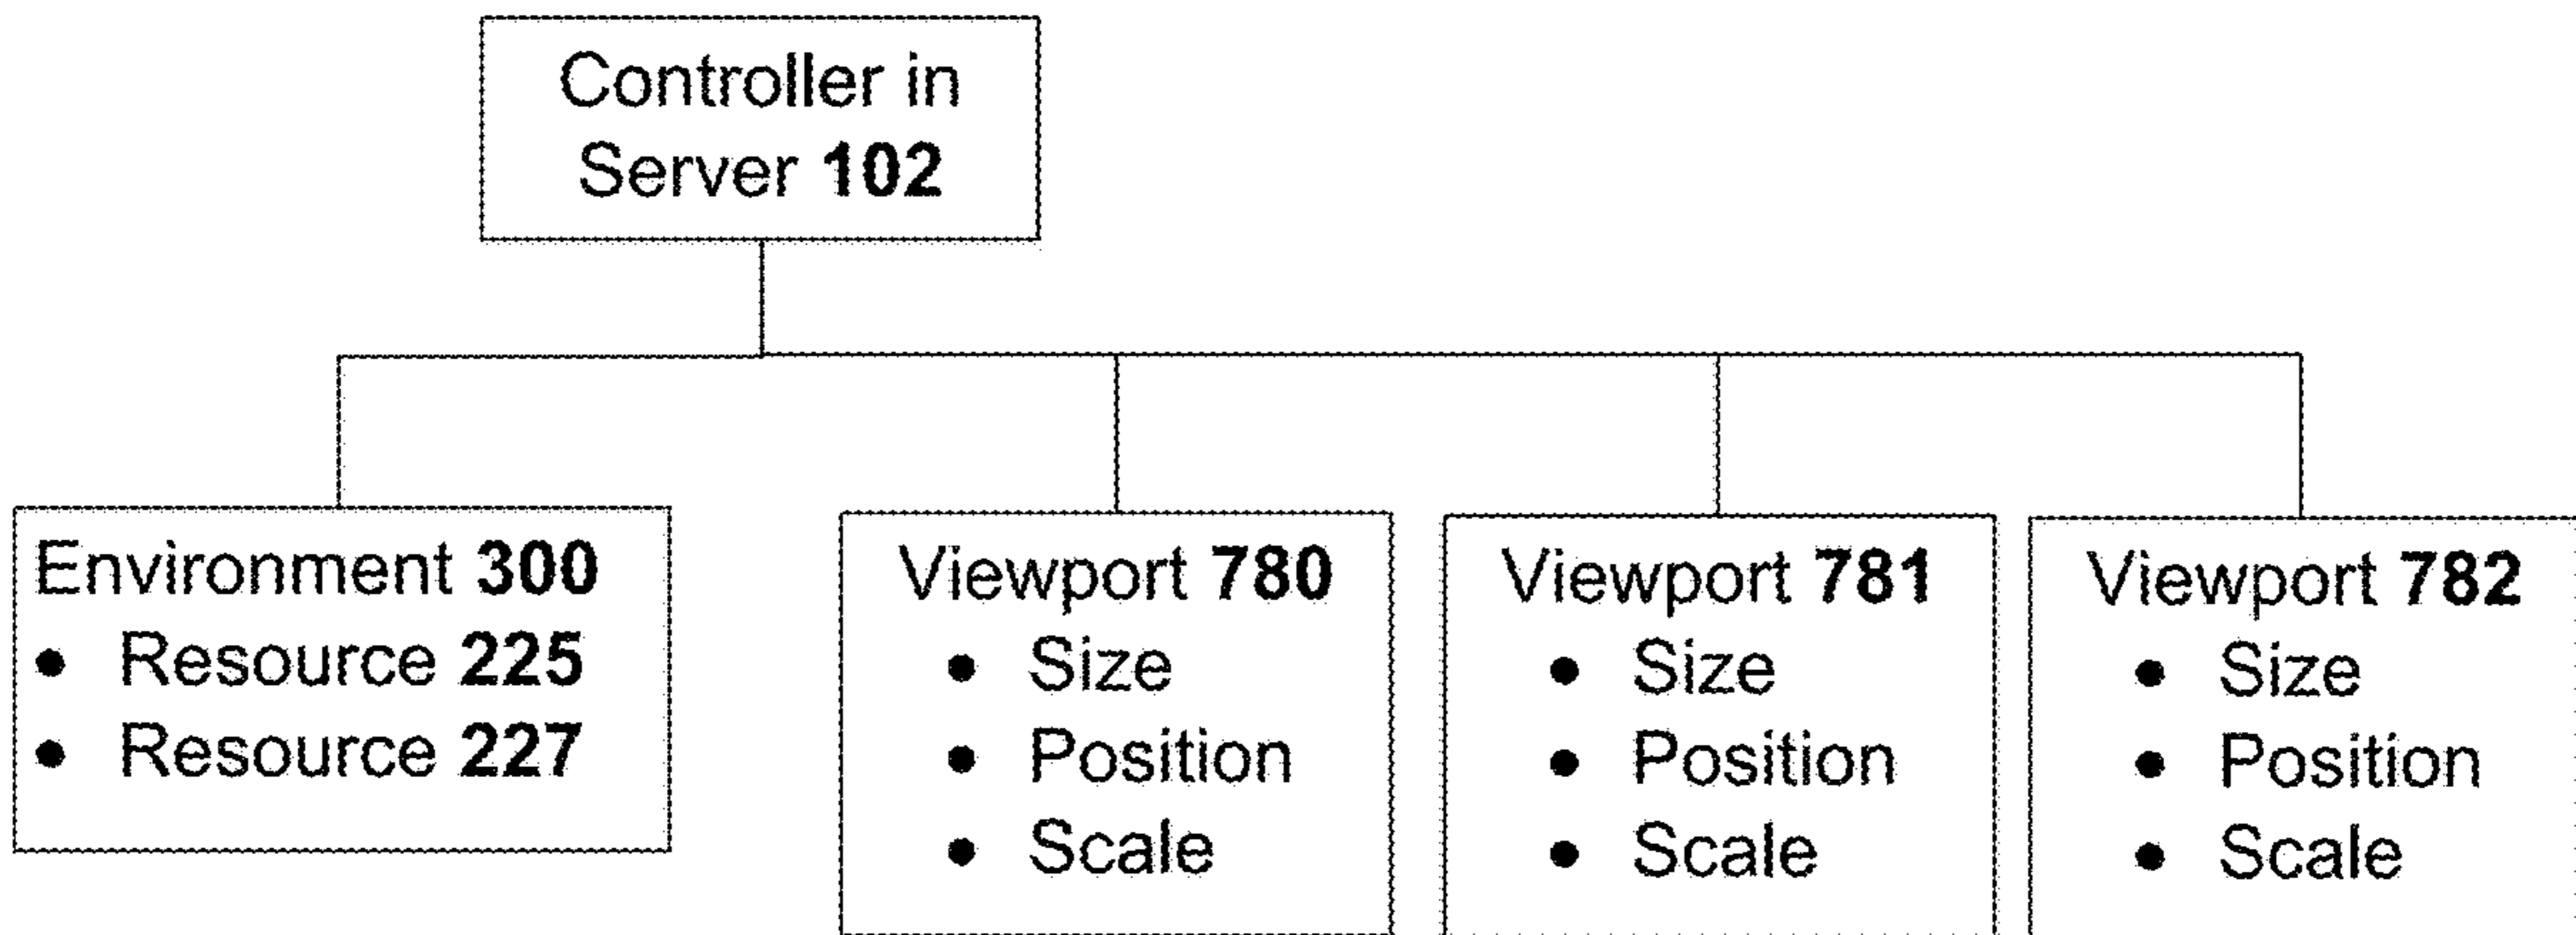 Controller in
Server 102
Environment 300
• Resource 225
• Resource 227
Viewport 780
• Size
• Position
• Scale
Viewport 781
• Size
• Position
• Scale
Viewport 782
• Size
• Position
• Scale